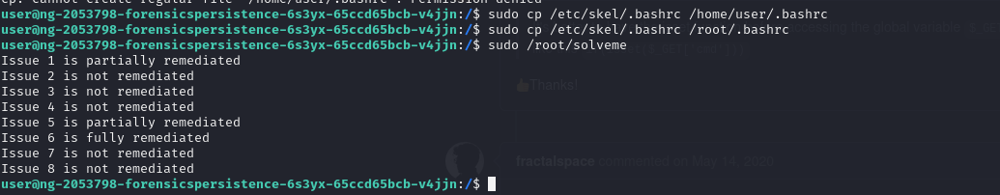 cp: cannot create regular file '/home/user/.bashrc': Permission denied
user@ng-2053798-forensicspersistence-6s3yx-65ccd65bcb-v4jjn:/$ sudo cp /etc/skel/.bashrc /home/user/.bashrc
user@ng-2053798-forensicspersistence-6s3yx-65ccd65bcb-v4jjn:/$ sudo cp /etc/skel/.bashrc /root/.bashrc
accessing the global variable
user@ng-2053798-forensicspersistence-6s3yx-65ccd65bcb-v4jjn:/$ sudo /root/solveme
Issue 1 is partially remediated
Issue 2 is not remediated
Issue 3 is not remediated
Thanks!
Issue 4 is not remediated
Issue 5 is partially remediated
Issue 6 is fully remediated
Issue 7 is not remediated
fractalspace commented on May 14, 2020
Issue 8 is not remediated
user@ng-2053798-forensicspersistence-6s3yx-65ccd65bcb-v4jjn:/$